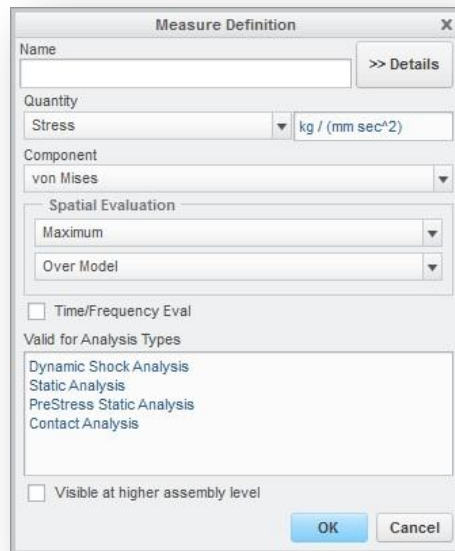 Measure Definition X
Name
>> Details
Quantity
Stress kg / (mm sec^2)
Component
von Mises
Spatial Evaluation
Maximum
Over Model
Time/Frequency Eval
Valid for Analysis Types
Dynamic Shock Analysis
Static Analysis
PreStress Static Analysis
Contact Analysis
Visible at higher assembly level
OK Cancel